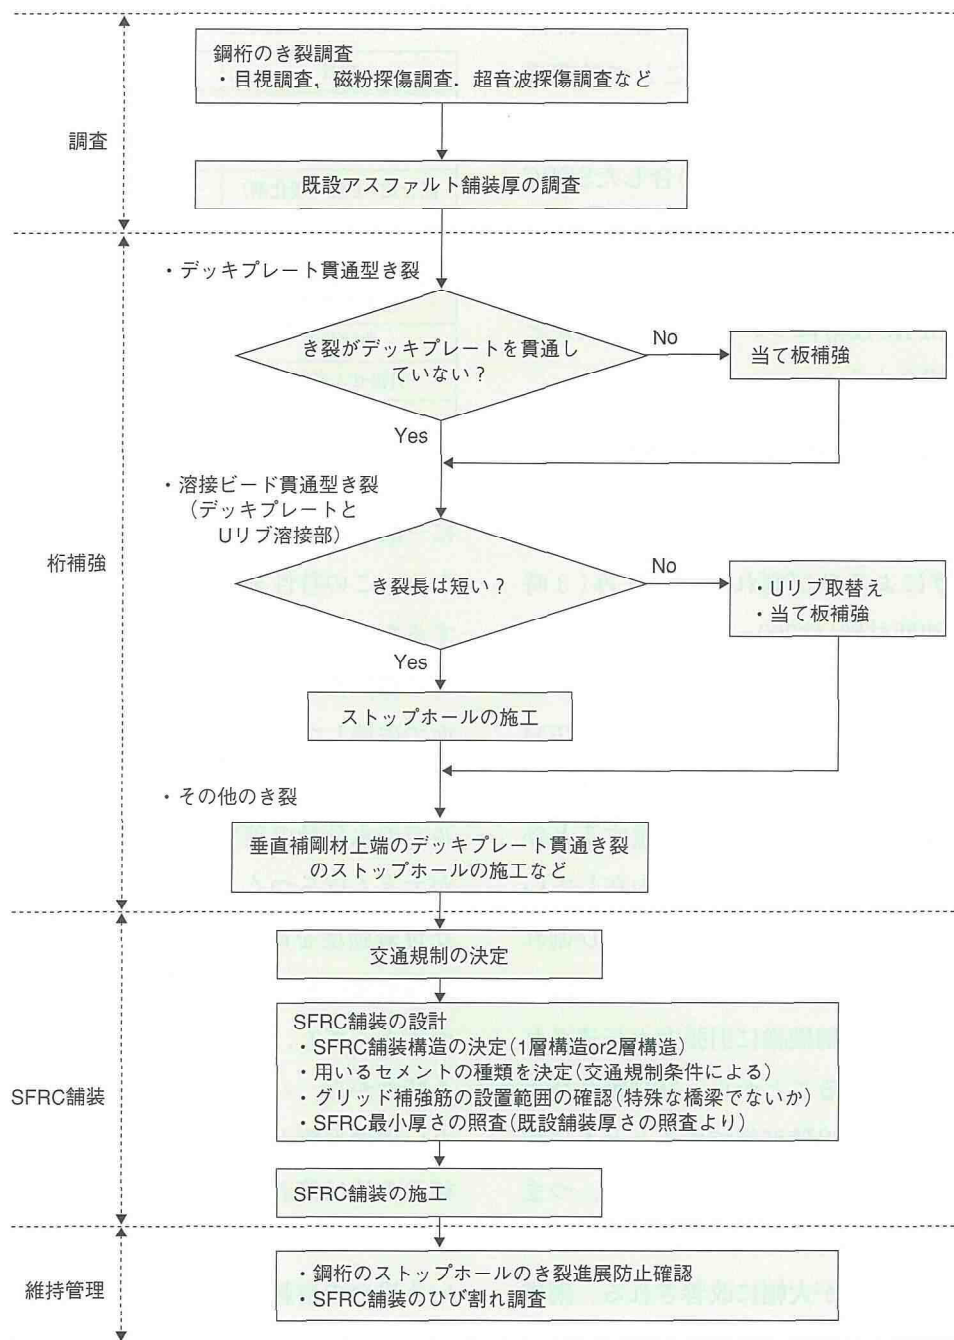 鋼桁のき裂調査
・目視調査，磁粉探傷調査．超音波探傷調査など
調査
既設アスファルト舗装厚の調査
・デッキプレート貫通型き裂
き裂がデッキプレートを貫通し
ていない？
No
当て板補強
Yes
・溶接ビード貫通型き裂
（デッキプレートと
Uリブ溶接部）
桁補強
き裂長は短い？
No
・Uリブ取替え
・当て板補強
Yes
ストップホールの施工
・その他のき裂
垂直補剛材上端のデッキプレート貫通き裂
のストップホールの施工など
交通規制の決定
SFRC舗装の設計
・SFRC舗装構造の決定(1層構造or2層構造)
・用いるセメントの種類を決定(交通規制条件による)
・グリッド補強筋の設置範囲の確認(特殊な橋梁でないか)
・SFRC最小厚さの照査(既設舗装厚さの照査より)
SFRC舗装
SFRC舗装の施工
維持管理
・鋼桁のストップホールのき裂進展防止確認
・SFRC舗装のひび割れ調査